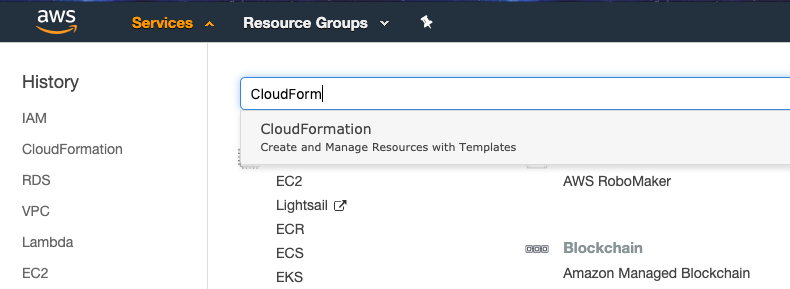 aws
Services
Resource Groups
History
IAM
CloudFormation
RDS
VPC
Lambda
EC2
CloudForm
CloudFormation
Create and Manage Resources with Templates
EC2
Lightsail
ECR
ECS
EKS
AWS RoboMaker
Blockchain
Amazon Managed Blockchain